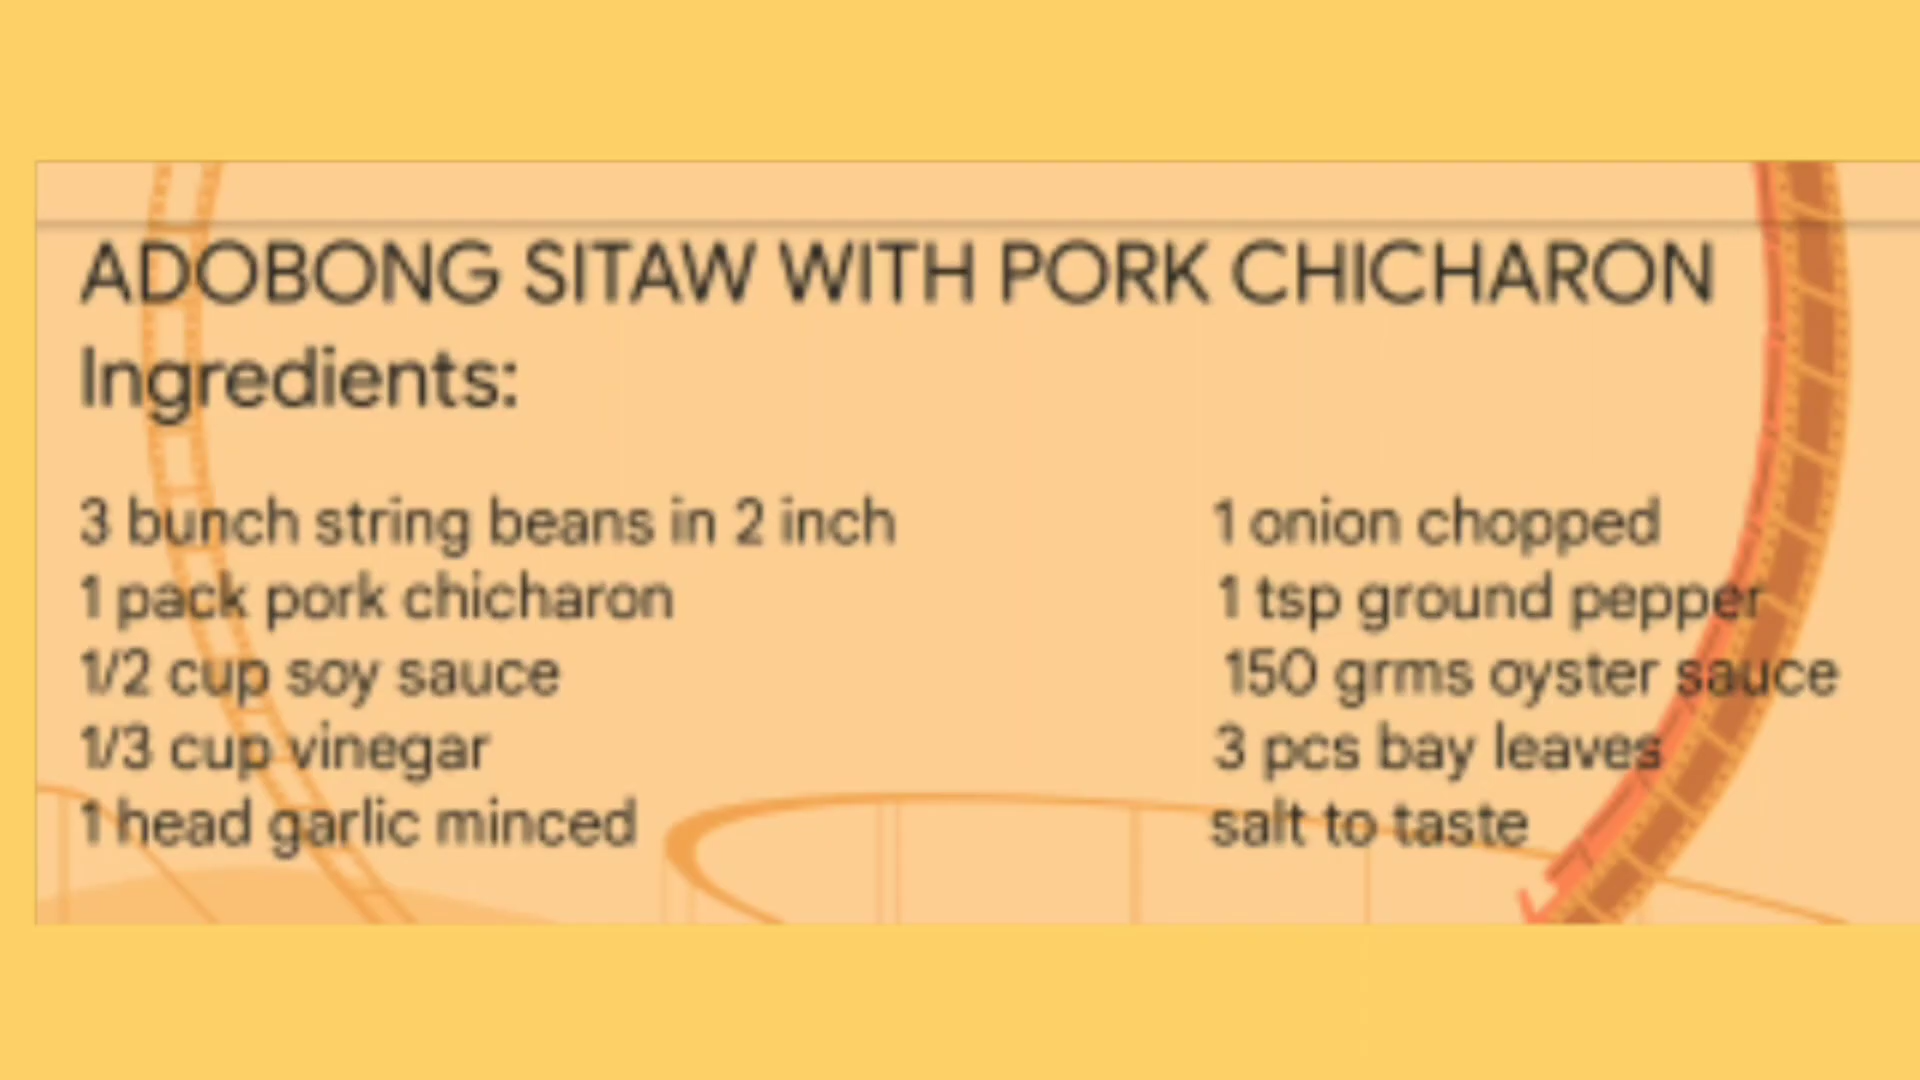 ADOBONG SITAW WITH PORK CHICHARON
Ingredients:
3 bunch string beans in 2 inch
1 pack pork chicharon
1/2 cup soy sauce
1/3 cup vinegar
1 head garlic minced
1 onion chopped
1 tsp ground pepper
150 grms oyster sauce
3 pcs bay leaves
salt to taste